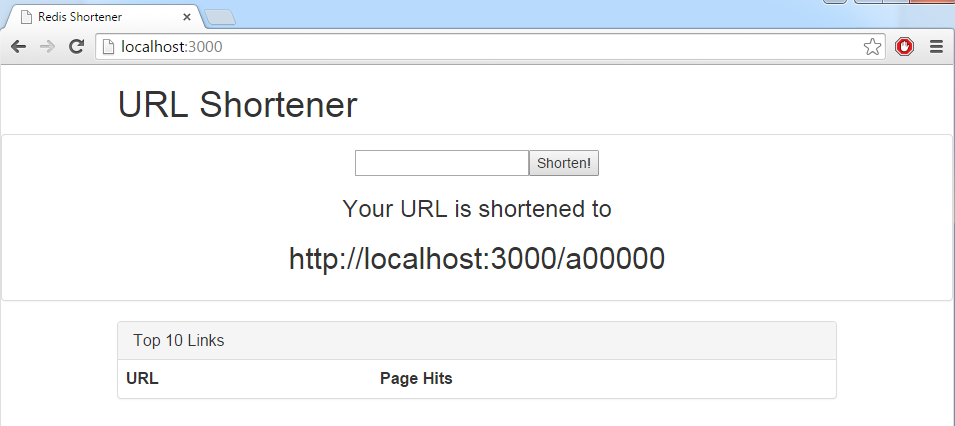 Redis Shortener
localhost:3000
URL Shortener
Shorten!
Your URL is shortened to
http://localhost:3000/a00000
Top 10 Links
URL Page Hits